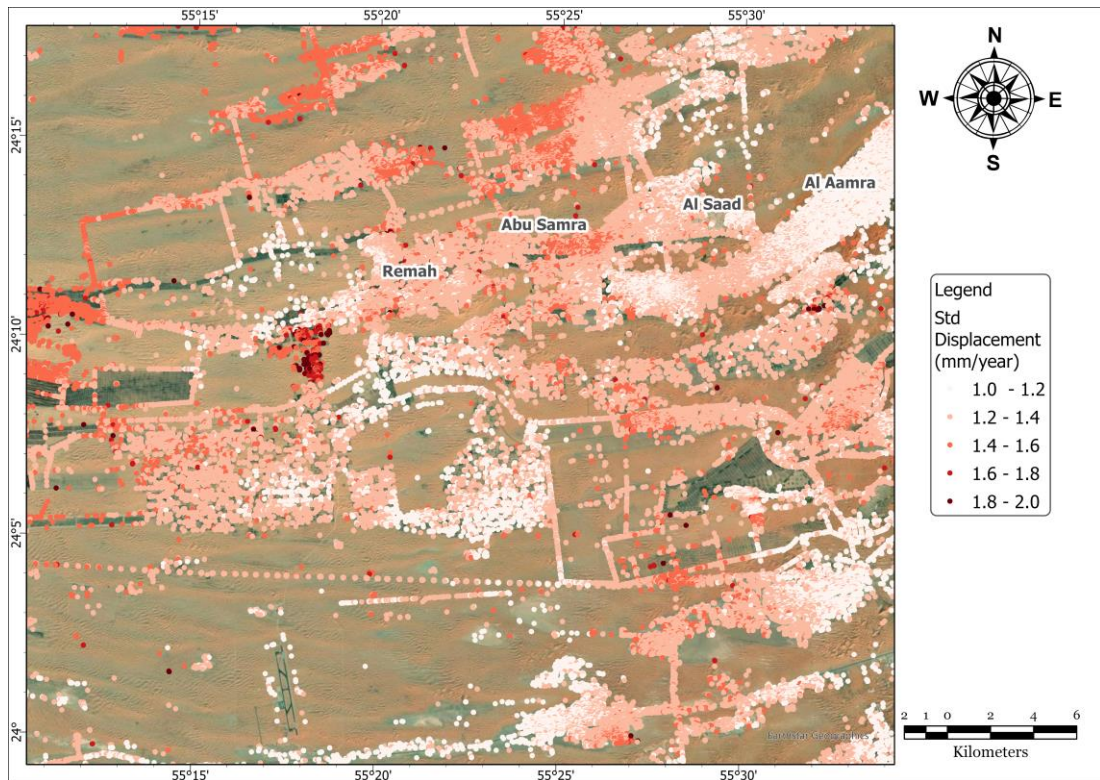 55°15' 55°20' 55°25' 55°30'
N
W E
S
24°15'
Al Aamra
Al Saad
Abu Samra
Remah
24°10'
Legend
Std
Displacement
(mm/year)
1.0 - 1.2
1.2 - 1.4
1.4 - 1.6
1.6 - 1.8
1.8 - 2.0
24°5'
24°
2 1 0 2 4 6
Kilometers
Earthstar Geographics
55°15' 55°20' 55°25' 55°30'